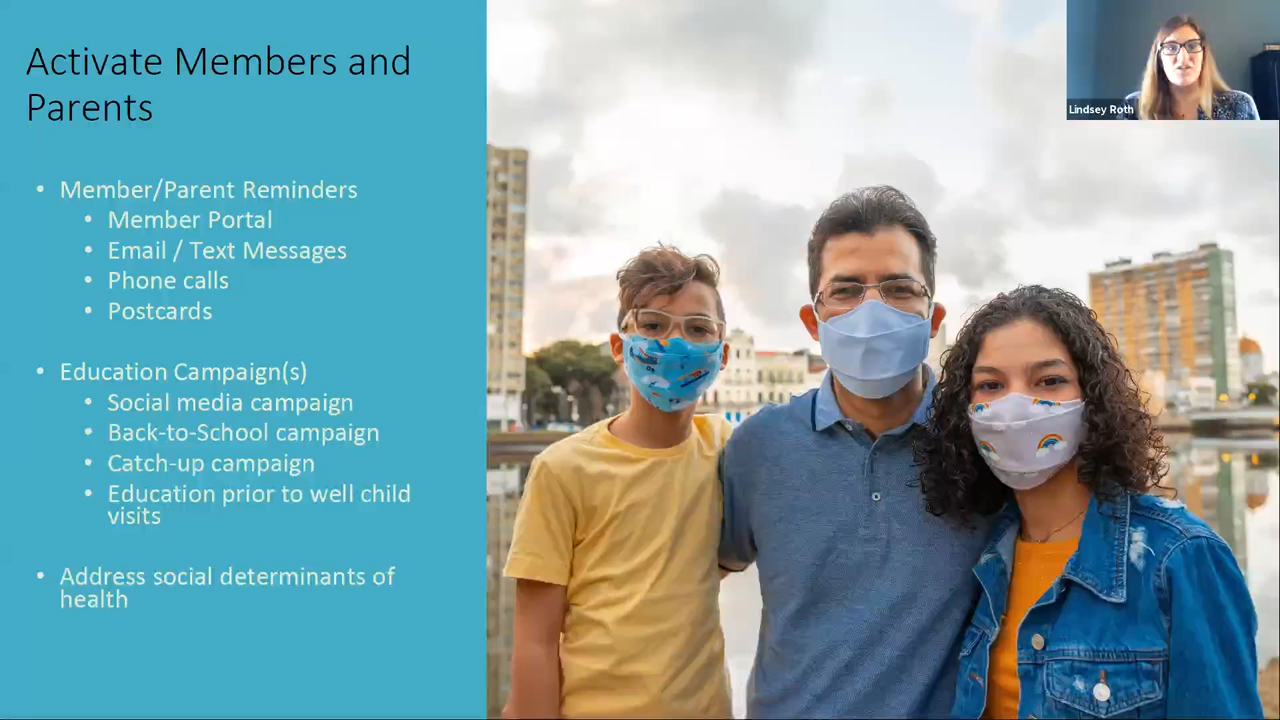 Activate Members and
Parents
• Member/Parent Reminders
• Member Portal
• Email / Text Messages
• Phone calls
• Postcards
• Education Campaign(s)
• Social media campaign
• Back-to-School campaign
• Catch-up campaign
• Education prior to well child
visits
• Address social determinants of
health
Lindsey Roth